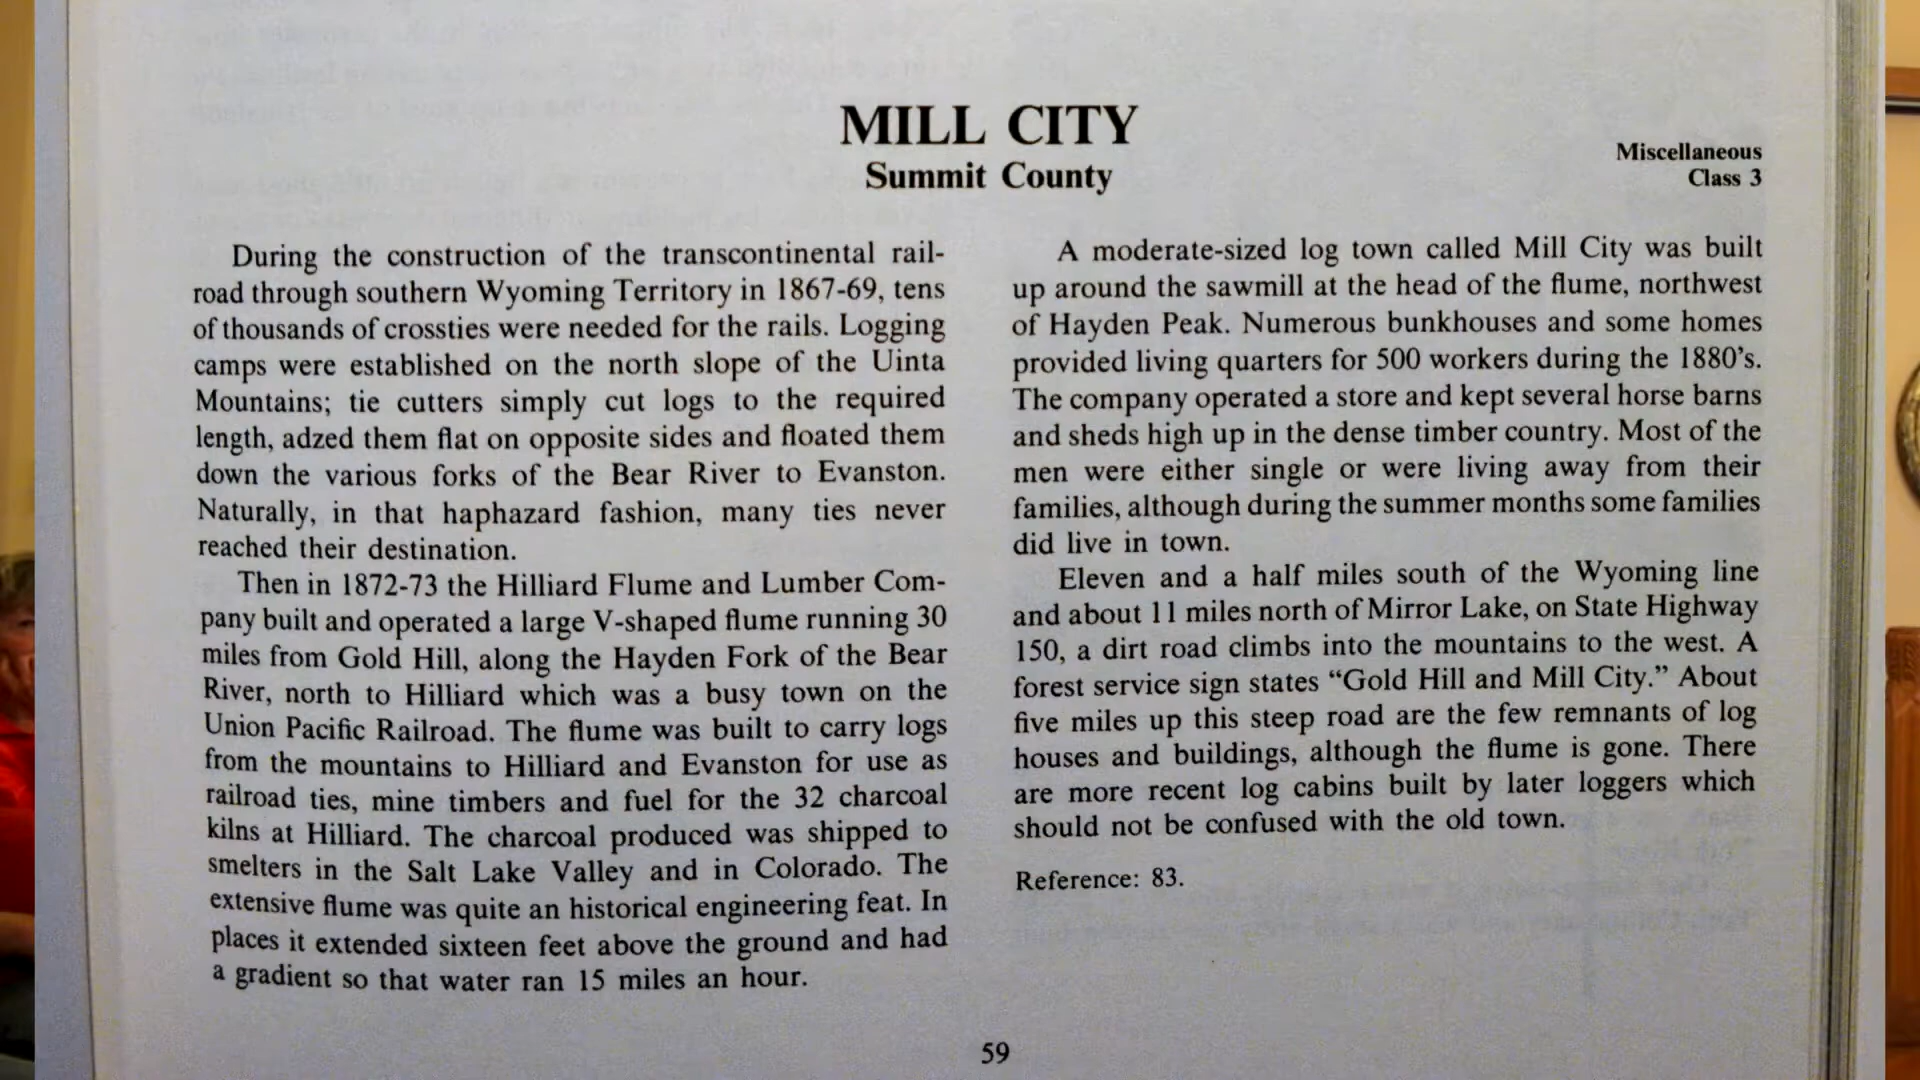 MILL CITY
Summit County
Miscellaneous
Class 3
During the construction of the transcontinental rail-
road through southern Wyoming Territory in 1867-69, tens
of thousands of crossties were needed for the rails. Logging
camps were established on the north slope of the Uinta
Mountains; tie cutters simply cut logs to the required
length, adzed them flat on opposite sides and floated them
down the various forks of the Bear River to Evanston.
Naturally, in that haphazard fashion, many ties never
reached their destination.
Then in 1872-73 the Hilliard Flume and Lumber Com-
pany built and operated a large V-shaped flume running 30
miles from Gold Hill, along the Hayden Fork of the Bear
River, north to Hilliard which was a busy town on the
Union Pacific Railroad. The flume was built to carry logs
from the mountains to Hilliard and Evanston for use as
railroad ties, mine timbers and fuel for the 32 charcoal
kilns at Hilliard. The charcoal produced was shipped to
smelters in the Salt Lake Valley and in Colorado. The
extensive flume was quite an historical engineering feat. In
places it extended sixteen feet above the ground and had
a gradient so that water ran 15 miles an hour.
A moderate-sized log town called Mill City was built
up around the sawmill at the head of the flume, northwest
of Hayden Peak. Numerous bunkhouses and some homes
provided living quarters for 500 workers during the 1880's.
The company operated a store and kept several horse barns
and sheds high up in the dense timber country. Most of the
men were either single or were living away from their
families, although during the summer months some families
did live in town.
Eleven and a half miles south of the Wyoming line
and about 11 miles north of Mirror Lake, on State Highway
150, a dirt road climbs into the mountains to the west. A
forest service sign states “Gold Hill and Mill City.” About
five miles up this steep road are the few remnants of log
houses and buildings, although the flume is gone. There
are more recent log cabins built by later loggers which
should not be confused with the old town.
Reference: 83.
59